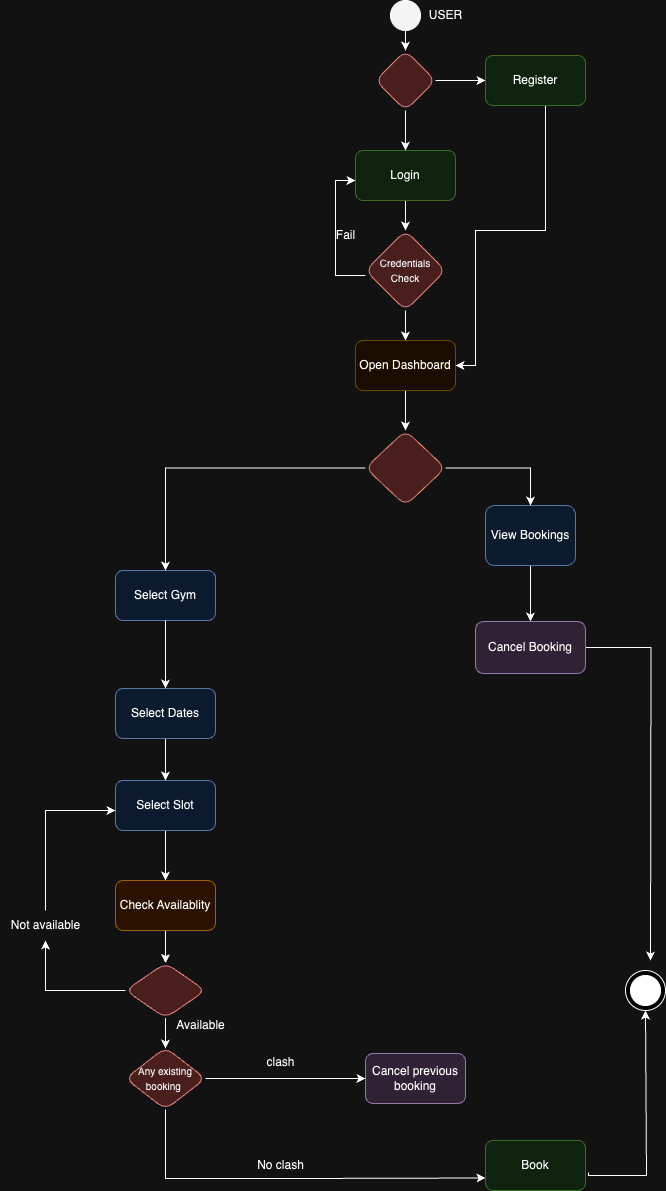 USER
Register
Login
Fail
Credentials
Check
Open Dashboard
View Bookings
Select Gym
Cancel Booking
Select Dates
Select Slot
Check Availablity
Not available
Available
Any existing
booking
clash
Cancel previous
booking
No clash
Book